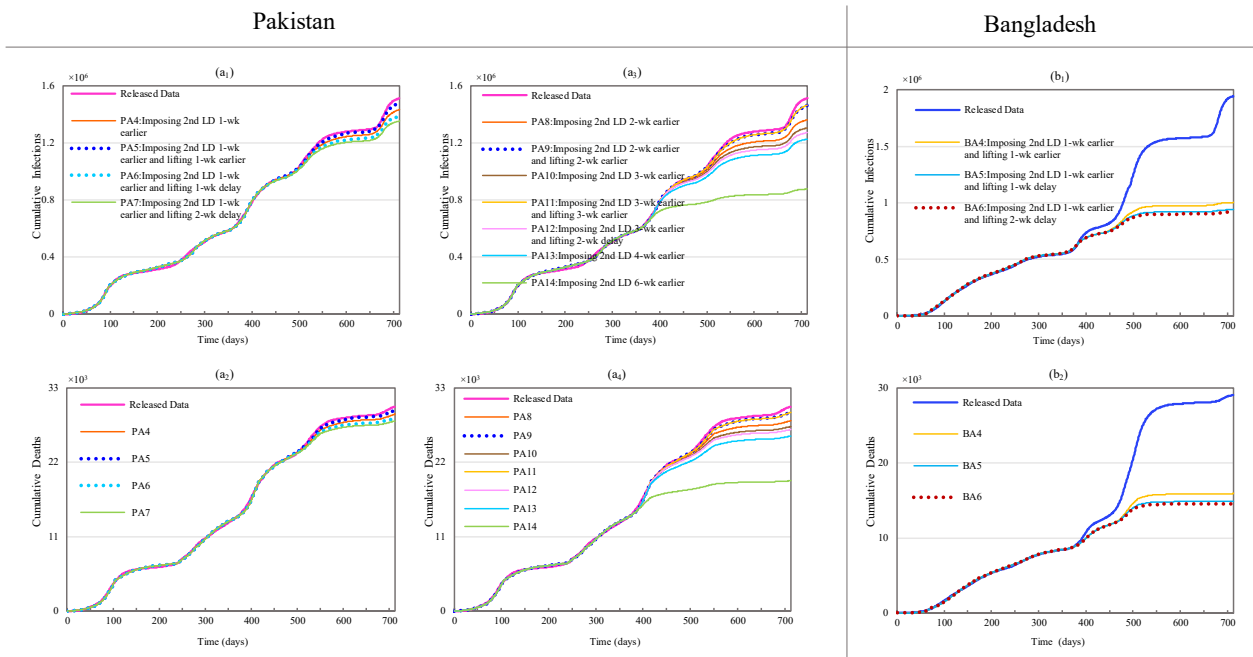 Pakistan
Bangladesh
(a₁)
×10⁶
1.6
1.2
0.8
0.4
0
Cumulative Infections
Released Data
PA4:Imposing 2nd LD 1-wk
earlier
PA5:Imposing 2nd LD 1-wk
earlier and lifting 1-wk earlier
PA6:Imposing 2nd LD 1-wk
earlier and lifting 1-wk delay
PA7:Imposing 2nd LD 1-wk
earlier and lifting 2-wk delay
0 100 200 300 400 500 600 700
Time (days)
(a₃)
×10⁶
1.6
1.2
0.8
0.4
0
Cumulative Infections
Released Data
PA8:Imposing 2nd LD 2-wk earlier
PA9:Imposing 2nd LD 2-wk earlier
and lifting 2-wk earlier
PA10:Imposing 2nd LD 3-wk earlier
PA11:Imposing 2nd LD 3-wk earlier
and lifting 3-wk earlier
PA12:Imposing 2nd LD 3-wk earlier
and lifting 2-wk delay
PA13:Imposing 2nd LD 4-wk earlier
PA14:Imposing 2nd LD 6-wk earlier
0 100 200 300 400 500 600 700
Time (days)
(b₁)
×10⁶
2
1.5
1
0.5
0
Cumulative Infections
Released Data
BA4:Imposing 2nd LD 1-wk earlier
and lifting 1-wk earlier
BA5:Imposing 2nd LD 1-wk earlier
and lifting 1-wk delay
BA6:Imposing 2nd LD 1-wk earlier
and lifting 2-wk delay
0 100 200 300 400 500 600 700
Time (days)
(a₂)
×10³
33
22
11
0
Cumulative Deaths
Released Data
PA4
PA5
PA6
PA7
0 100 200 300 400 500 600 700
Time (days)
(a₄)
×10³
33
22
11
0
Cumulative Deaths
Released Data
PA8
PA9
PA10
PA11
PA12
PA13
PA14
0 100 200 300 400 500 600 700
Time (days)
(b₂)
×10³
30
20
10
0
Cumulative Deaths
Released Data
BA4
BA5
BA6
0 100 200 300 400 500 600 700
Time (days)